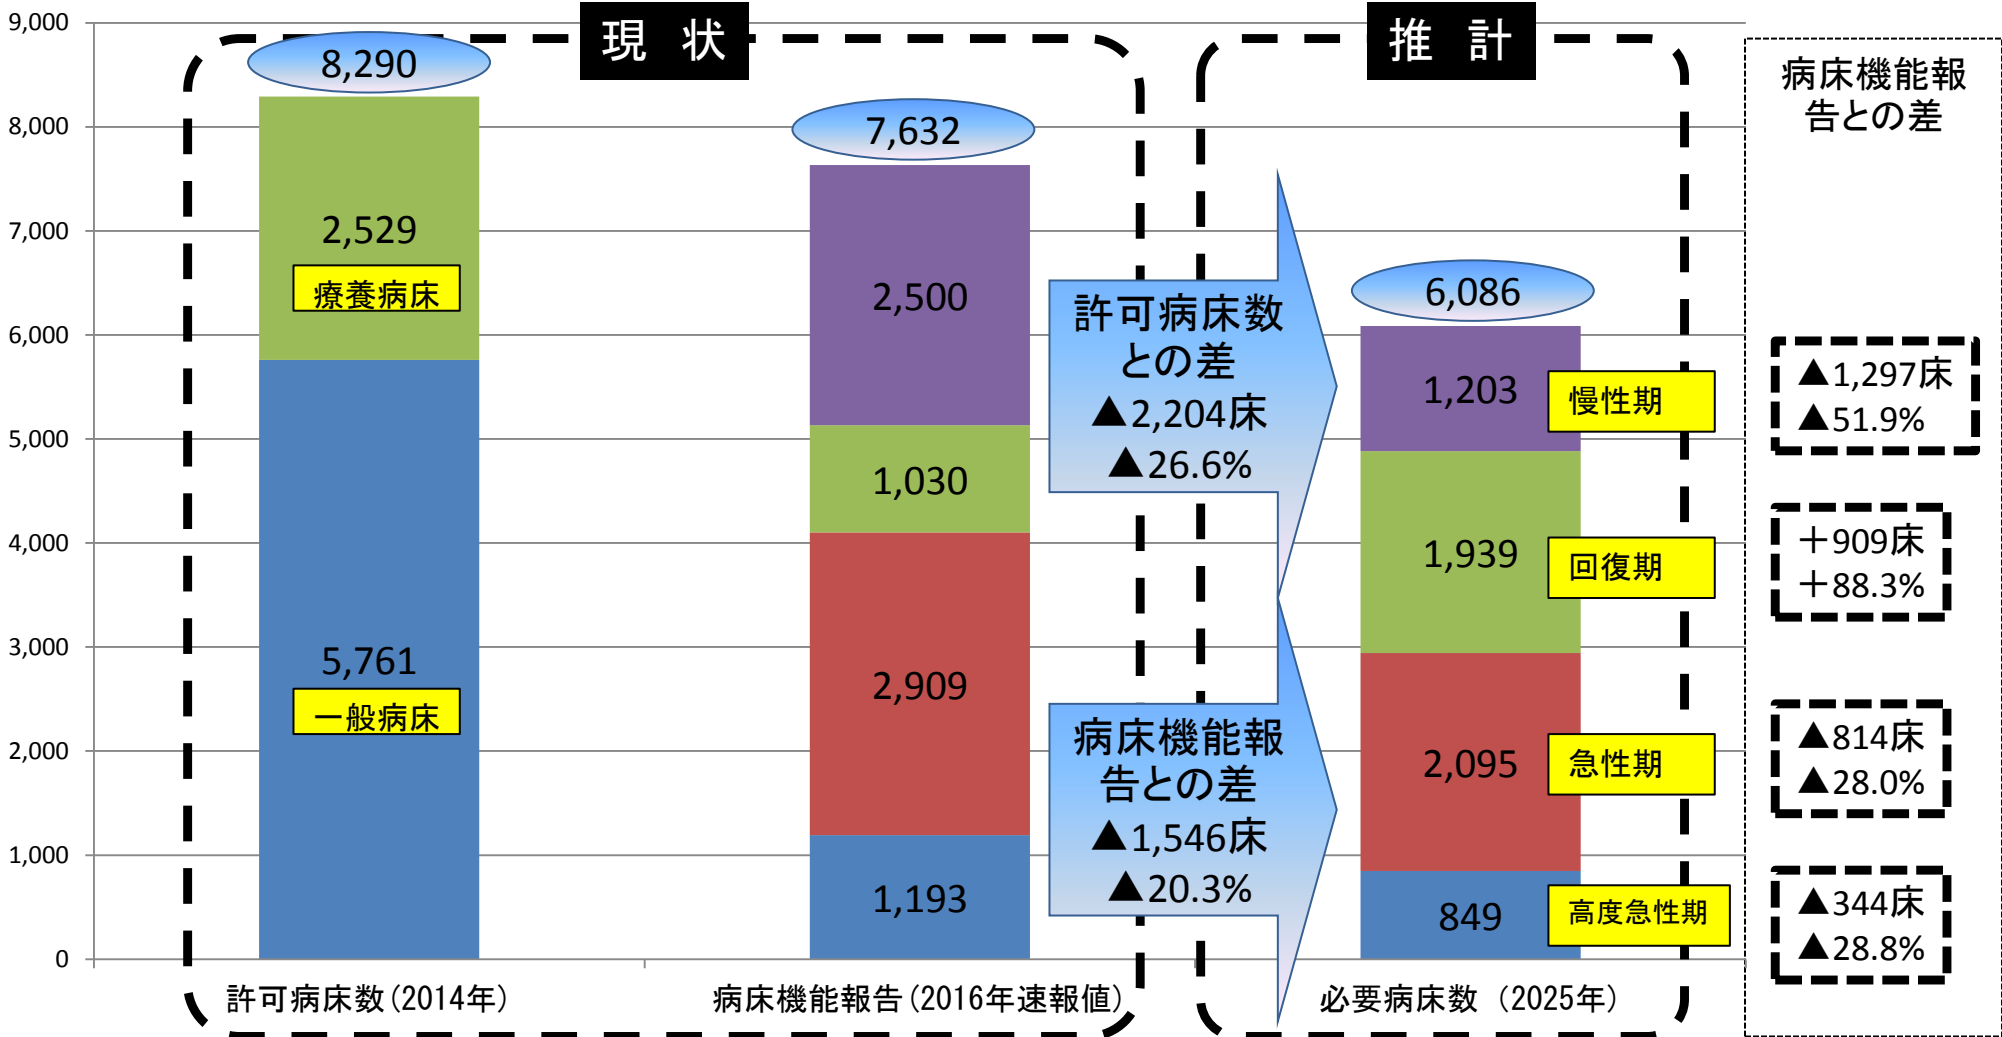 現 状
推 計
9,000
8,000
7,000
6,000
5,000
4,000
3,000
2,000
1,000
0
8,290
2,529
療養病床
5,761
一般病床
許可病床数(2014年)
7,632
2,500
1,030
2,909
1,193
病床機能報告(2016年速報値)
許可病床数
との差
▲2,204床
▲26.6%
病床機能報
告との差
▲1,546床
▲20.3%
6,086
1,203
慢性期
1,939
回復期
2,095
急性期
849
高度急性期
必要病床数 (2025年)
病床機能報
告との差
▲1,297床
▲51.9%
+909床
+88.3%
▲814床
▲28.0%
▲344床
▲28.8%